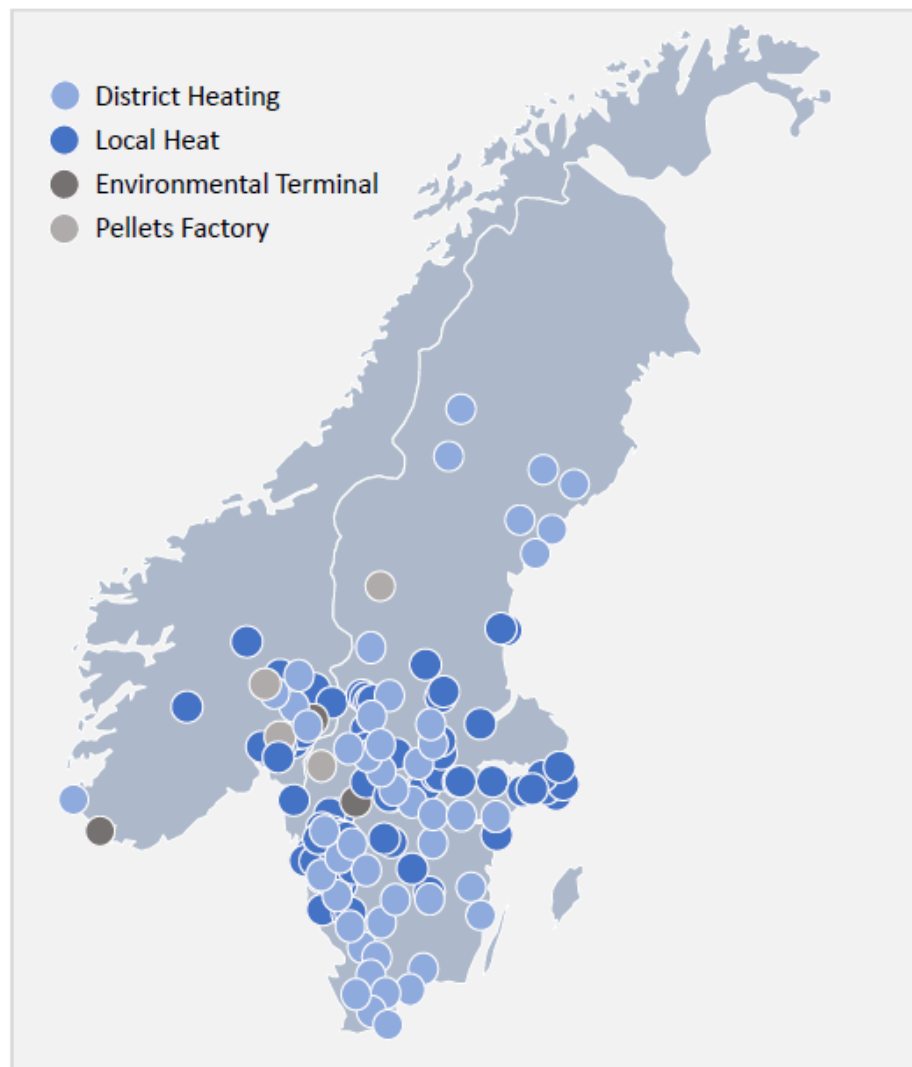 District Heating
Local Heat
Environmental Terminal
Pellets Factory